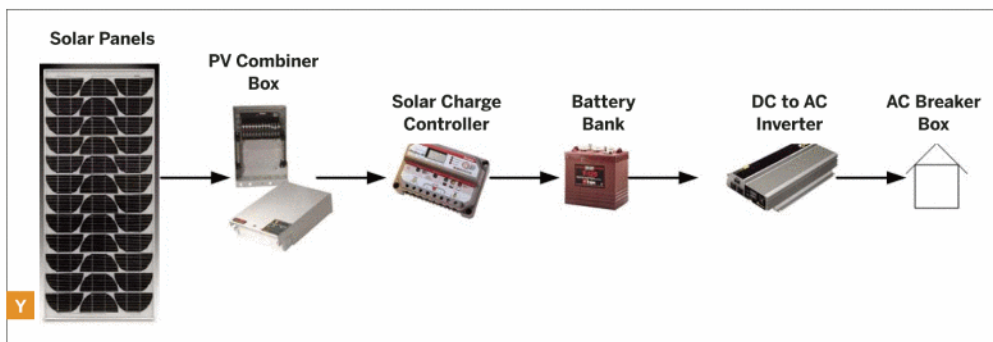 Solar Panels
PV Combiner
Box
Solar Charge
Controller
Battery
Bank
DC to AC
Inverter
AC Breaker
Box
Y